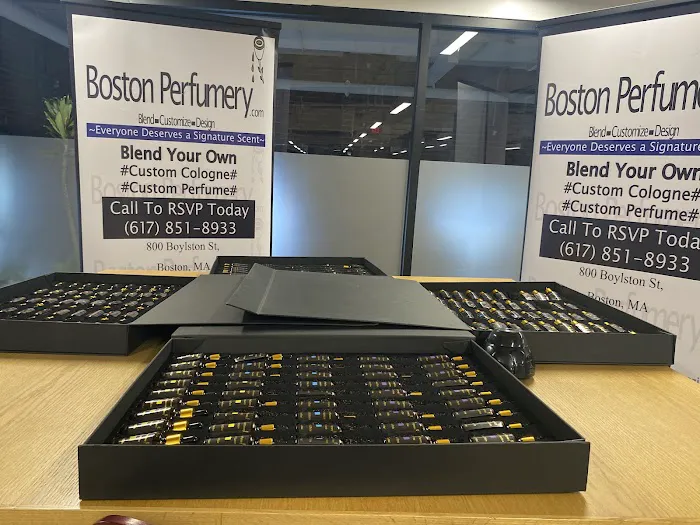 Boston Perfumery.com
Blend▪Customize▪Design
~Everyone Deserves a Signature Scent~
Blend Your Own
#Custom Cologne#
#Custom Perfume#
Call To RSVP Today
(617) 851-8933
800 Boylston St,
Boston, MA
Boston Perfume
Blend▪Customize▪Design
~Everyone Deserves a Signature
Blend Your Own
#Custom Cologne#
#Custom Perfume#
Call To RSVP Today
(617) 851-8933
800 Boylston St,
Boston, MA